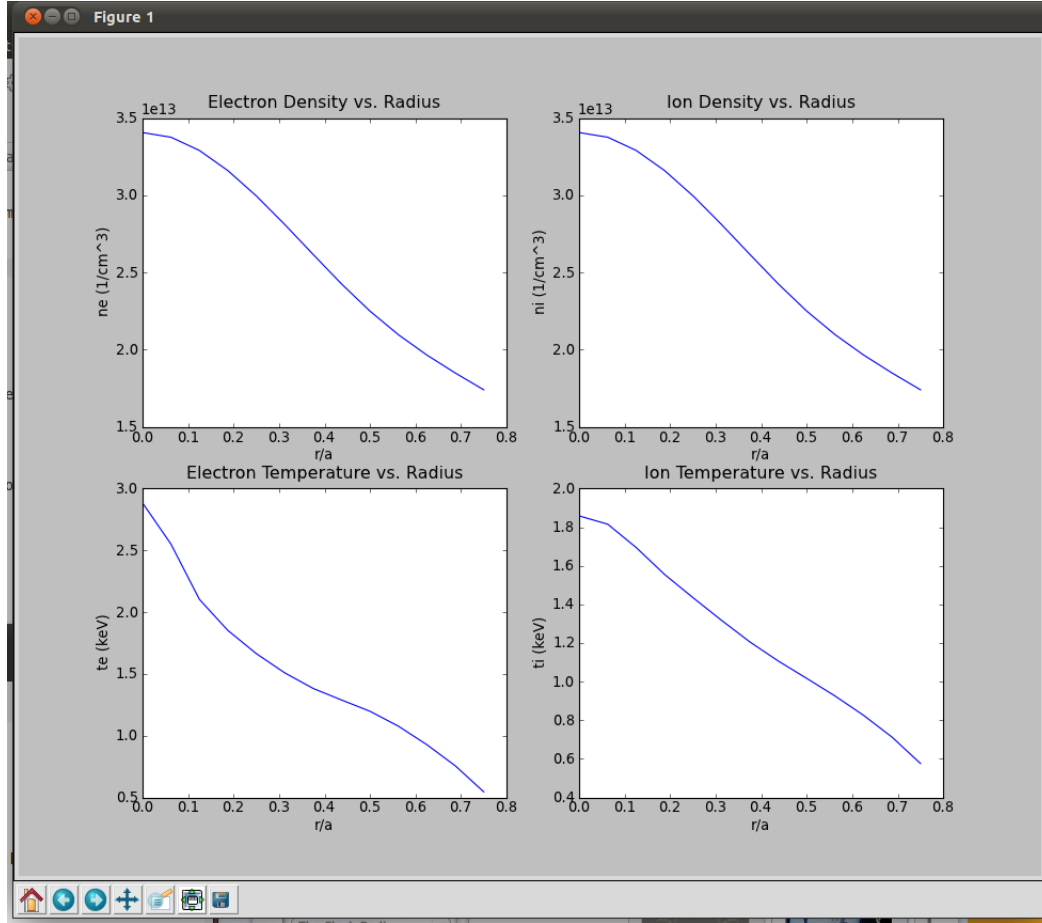 Figure 1
Electron Density vs. Radius
1e13
3.5
3.0
2.5
2.0
1.5
ne (1/cm^3)
0.0 0.1 0.2 0.3 0.4 0.5 0.6 0.7 0.8
r/a
Ion Density vs. Radius
1e13
3.5
3.0
2.5
2.0
1.5
ni (1/cm^3)
0.0 0.1 0.2 0.3 0.4 0.5 0.6 0.7 0.8
r/a
Electron Temperature vs. Radius
3.0
2.5
2.0
1.5
1.0
0.5
te (keV)
0.0 0.1 0.2 0.3 0.4 0.5 0.6 0.7 0.8
r/a
Ion Temperature vs. Radius
2.0
1.8
1.6
1.4
1.2
1.0
0.8
0.6
0.4
ti (keV)
0.0 0.1 0.2 0.3 0.4 0.5 0.6 0.7 0.8
r/a